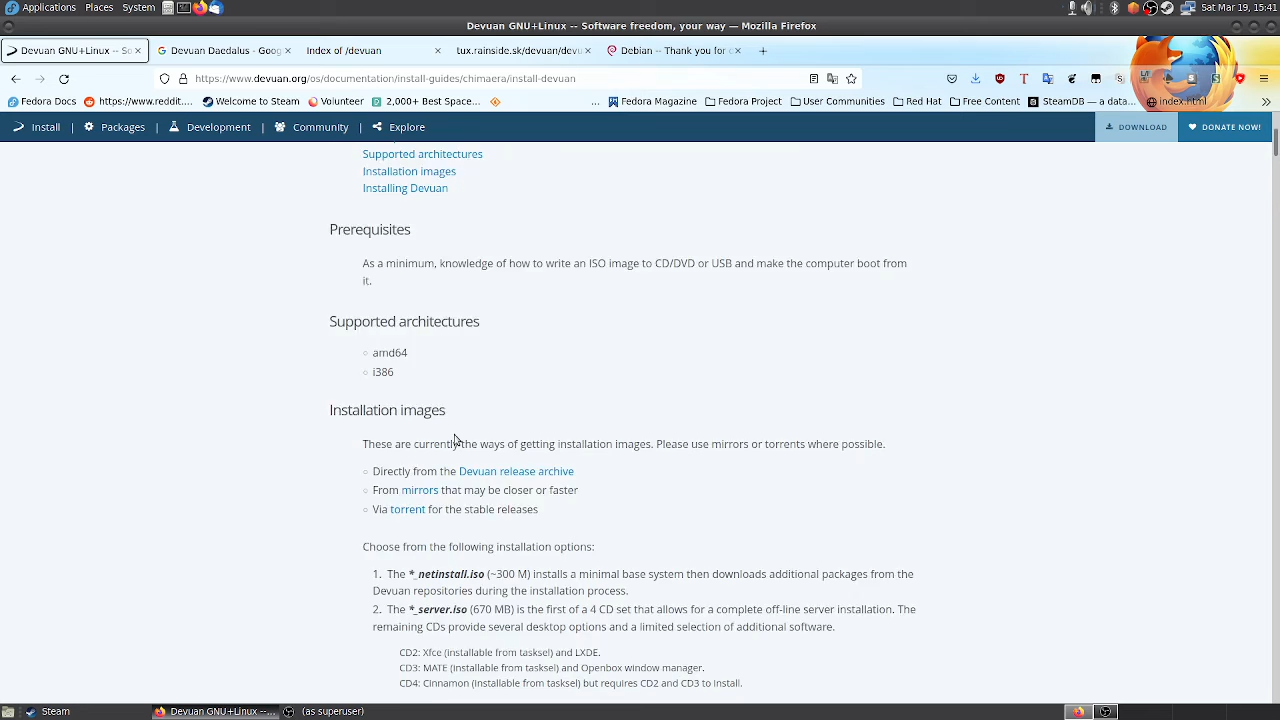 Applications Places System Sat Mar 19, 15:41
Devuan GNU+Linux -- Software freedom, your way — Mozilla Firefox
Devuan GNU+Linux -- So Devuan Daedalus - Goog Index of /devuan tux.rainside.sk/devuan/devu Debian -- Thank you for c
https://www.devuan.org/os/documentation/install-guides/chimaera/install-devuan
Fedora Docs https://www.reddit.... Welcome to Steam Volunteer 2,000+ Best Space... ... Fedora Magazine Fedora Project User Communities Red Hat Free Content SteamDB — a data... index.html
Install | Packages | Development | Community | Explore DOWNLOAD DONATE NOW!
Supported architectures
Installation images
Installing Devuan
Prerequisites
As a minimum, knowledge of how to write an ISO image to CD/DVD or USB and make the computer boot from
it.
Supported architectures
amd64
i386
Installation images
These are currently the ways of getting installation images. Please use mirrors or torrents where possible.
Directly from the Devuan release archive
From mirrors that may be closer or faster
Via torrent for the stable releases
Choose from the following installation options:
1. The *_netinstall.iso (~300 M) installs a minimal base system then downloads additional packages from the
Devuan repositories during the installation process.
2. The *_server.iso (670 MB) is the first of a 4 CD set that allows for a complete off-line server installation. The
remaining CDs provide several desktop options and a limited selection of additional software.
CD2: Xfce (installable from tasksel) and LXDE.
CD3: MATE (installable from tasksel) and Openbox window manager.
CD4: Cinnamon (installable from tasksel) but requires CD2 and CD3 to install.
Steam Devuan GNU+Linux --... (as superuser)